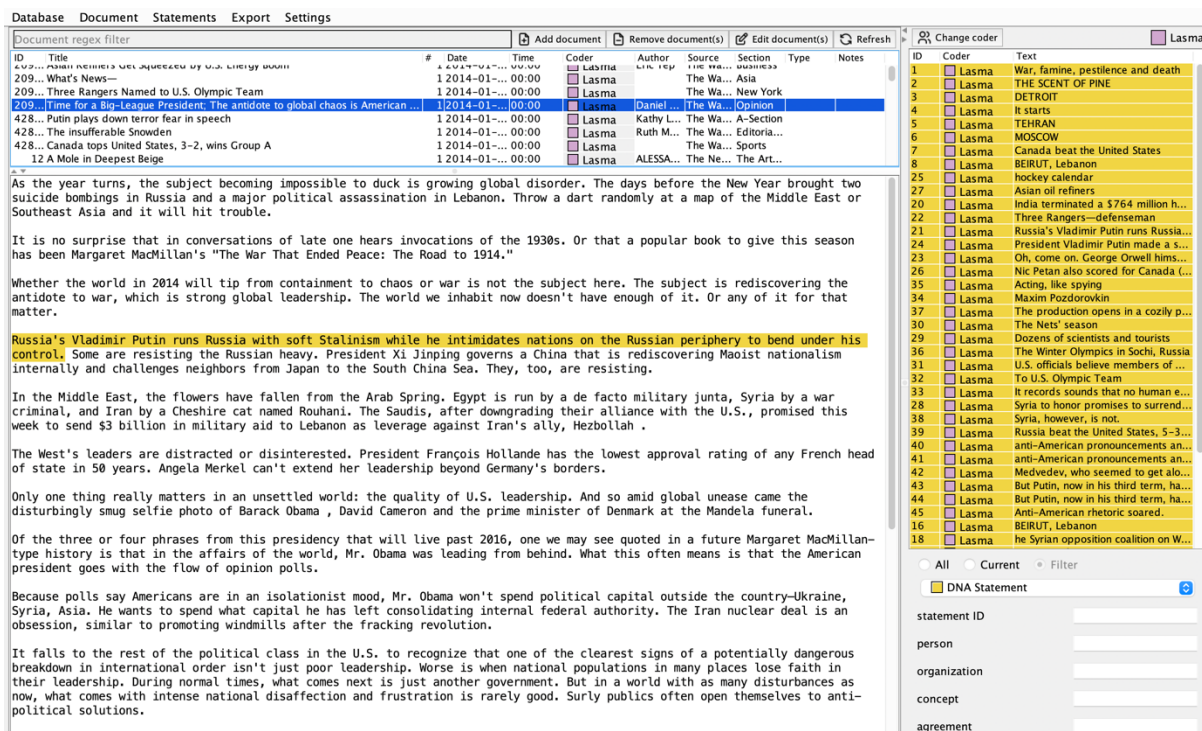 Database Document Statements Export Settings
Document regex filter Add document Remove document(s) Edit document(s) Refresh
ID Title # Date Time Coder Author Source Section Type Notes
209... Asian Refiners Get Squeezed by U.S. Energy Boom 1 2014-01-... 00:00 Lasma Eric Yep The Wa... Business
209... What's News— 1 2014-01-... 00:00 Lasma The Wa... Asia
209... Three Rangers Named to U.S. Olympic Team 1 2014-01-... 00:00 Lasma The Wa... New York
209... Time for a Big-League President; The antidote to global chaos is American ... 1 2014-01-... 00:00 Lasma Daniel ... The Wa... Opinion
428... Putin plays down terror fear in speech 1 2014-01-... 00:00 Lasma Kathy L... The Wa... A-Section
428... The insufferable Snowden 1 2014-01-... 00:00 Lasma Ruth M... The Wa... Editoria...
428... Canada tops United States, 3-2, wins Group A 1 2014-01-... 00:00 Lasma The Wa... Sports
12 A Mole in Deepest Beige 1 2014-01-... 00:00 Lasma ALESSA... The Ne... The Art...
As the year turns, the subject becoming impossible to duck is growing global disorder. The days before the New Year brought two
suicide bombings in Russia and a major political assassination in Lebanon. Throw a dart randomly at a map of the Middle East or
Southeast Asia and it will hit trouble.
It is no surprise that in conversations of late one hears invocations of the 1930s. Or that a popular book to give this season
has been Margaret MacMillan's "The War That Ended Peace: The Road to 1914."
Whether the world in 2014 will tip from containment to chaos or war is not the subject here. The subject is rediscovering the
antidote to war, which is strong global leadership. The world we inhabit now doesn't have enough of it. Or any of it for that
matter.
Russia's Vladimir Putin runs Russia with soft Stalinism while he intimidates nations on the Russian periphery to bend under his
control. Some are resisting the Russian heavy. President Xi Jinping governs a China that is rediscovering Maoist nationalism
internally and challenges neighbors from Japan to the South China Sea. They, too, are resisting.
In the Middle East, the flowers have fallen from the Arab Spring. Egypt is run by a de facto military junta, Syria by a war
criminal, and Iran by a Cheshire cat named Rouhani. The Saudis, after downgrading their alliance with the U.S., promised this
week to send $3 billion in military aid to Lebanon as leverage against Iran's ally, Hezbollah .
The West's leaders are distracted or disinterested. President François Hollande has the lowest approval rating of any French head
of state in 50 years. Angela Merkel can't extend her leadership beyond Germany's borders.
Only one thing really matters in an unsettled world: the quality of U.S. leadership. And so amid global unease came the
disturbingly smug selfie photo of Barack Obama , David Cameron and the prime minister of Denmark at the Mandela funeral.
Of the three or four phrases from this presidency that will live past 2016, one we may see quoted in a future Margaret MacMillan-
type history is that in the affairs of the world, Mr. Obama was leading from behind. What this often means is that the American
president goes with the flow of opinion polls.
Because polls say Americans are in an isolationist mood, Mr. Obama won't spend political capital outside the country—Ukraine,
Syria, Asia. He wants to spend what capital he has left consolidating internal federal authority. The Iran nuclear deal is an
obsession, similar to promoting windmills after the fracking revolution.
It falls to the rest of the political class in the U.S. to recognize that one of the clearest signs of a potentially dangerous
breakdown in international order isn't just poor leadership. Worse is when national populations in many places lose faith in
their leadership. During normal times, what comes next is just another government. But in a world with as many disturbances as
now, what comes with intense national disaffection and frustration is rarely good. Surly publics often open themselves to anti-
political solutions.
Change coder Lasma
ID Coder Text
1 Lasma War, famine, pestilence and death
2 Lasma THE SCENT OF PINE
3 Lasma DETROIT
4 Lasma It starts
5 Lasma TEHRAN
6 Lasma MOSCOW
7 Lasma Canada beat the United States
8 Lasma BEIRUT, Lebanon
25 Lasma hockey calendar
27 Lasma Asian oil refiners
20 Lasma India terminated a $764 million h...
22 Lasma Three Rangers—defenseman
21 Lasma Russia's Vladimir Putin runs Russia...
24 Lasma President Vladimir Putin made a s...
23 Lasma Oh, come on. George Orwell hims...
26 Lasma Nic Petan also scored for Canada (...
35 Lasma Acting, like spying
34 Lasma Maxim Pozdorovkin
37 Lasma The production opens in a cozily p...
30 Lasma The Nets' season
29 Lasma Dozens of scientists and tourists
36 Lasma The Winter Olympics in Sochi, Russia
31 Lasma U.S. officials believe members of ...
32 Lasma To U.S. Olympic Team
33 Lasma It records sounds that no human e...
28 Lasma Syria to honor promises to surrend...
38 Lasma Syria, however, is not.
39 Lasma Russia beat the United States, 5-3...
40 Lasma anti-American pronouncements an...
41 Lasma anti-American pronouncements an...
42 Lasma Medvedev, who seemed to get alo...
43 Lasma But Putin, now in his third term, ha...
44 Lasma But Putin, now in his third term, ha...
45 Lasma Anti-American rhetoric soared.
16 Lasma BEIRUT, Lebanon
18 Lasma he Syrian opposition coalition on W...
All Current Filter
DNA Statement
statement ID
person
organization
concept
agreement